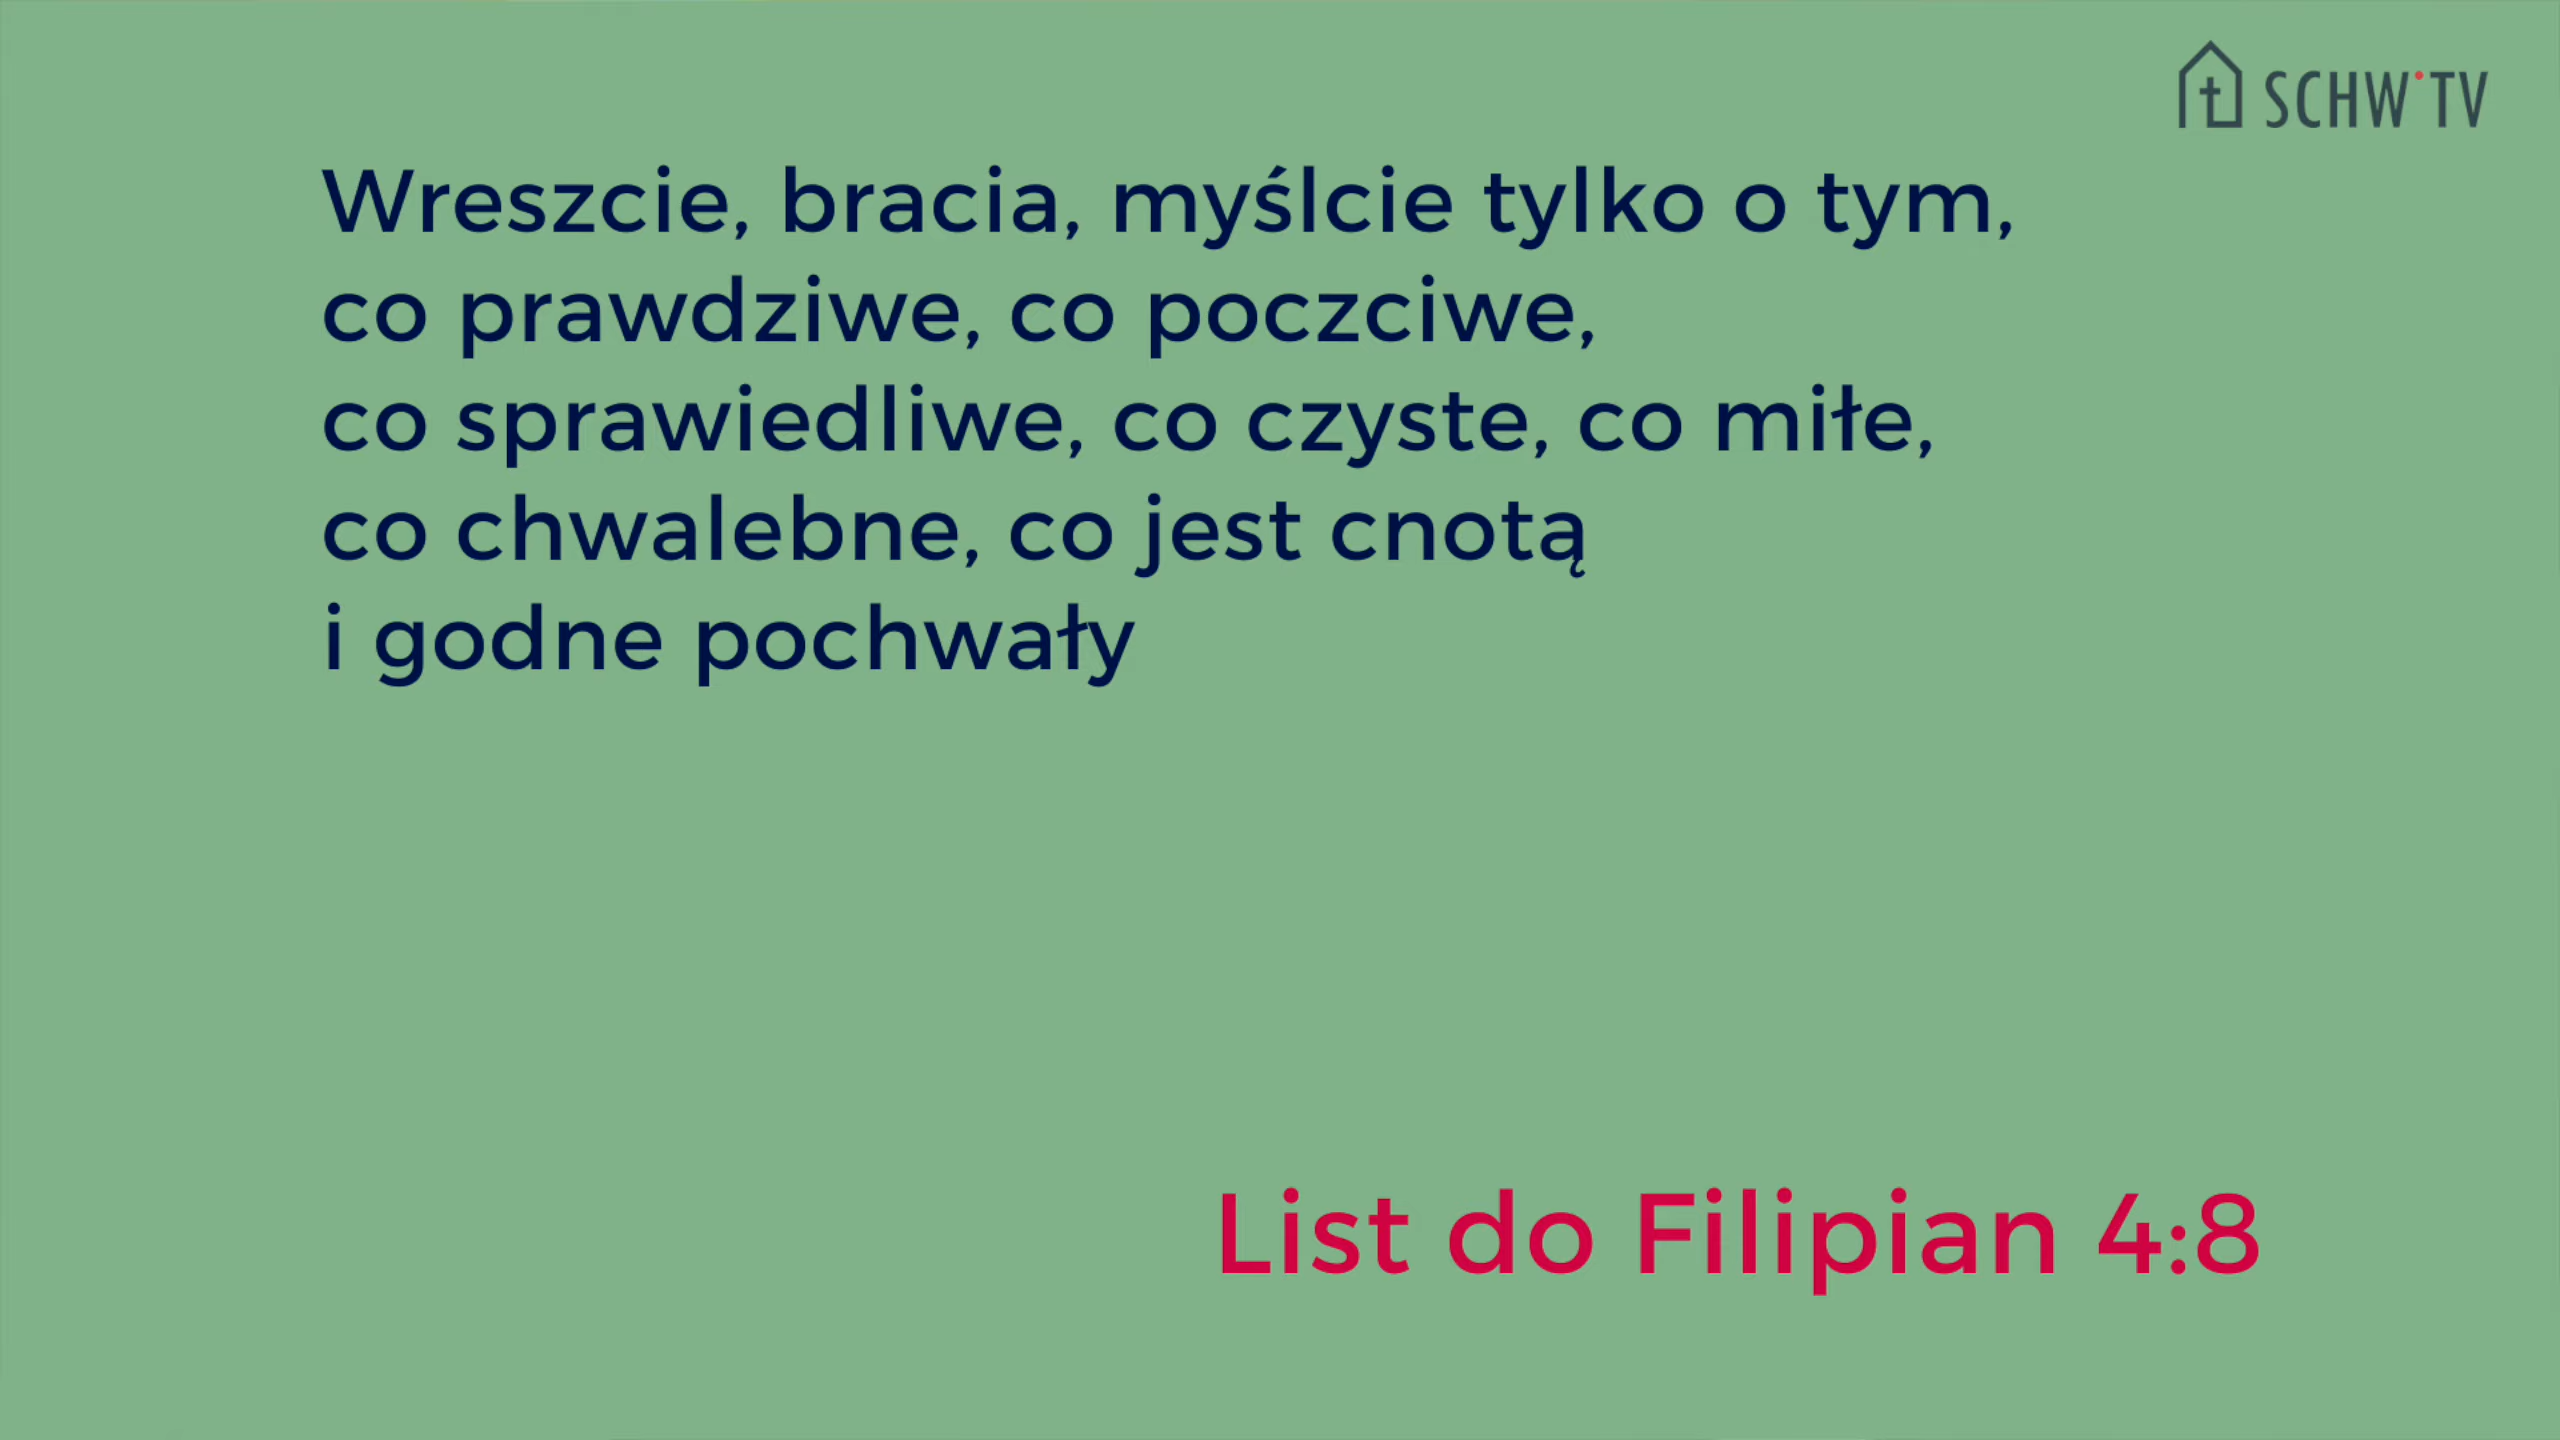 SCHW•TV
Wreszcie, bracia, myślcie tylko o tym,
co prawdziwe, co poczciwe,
co sprawiedliwe, co czyste, co miłe,
co chwalebne, co jest cnotą
i godne pochwały
List do Filipian 4:8